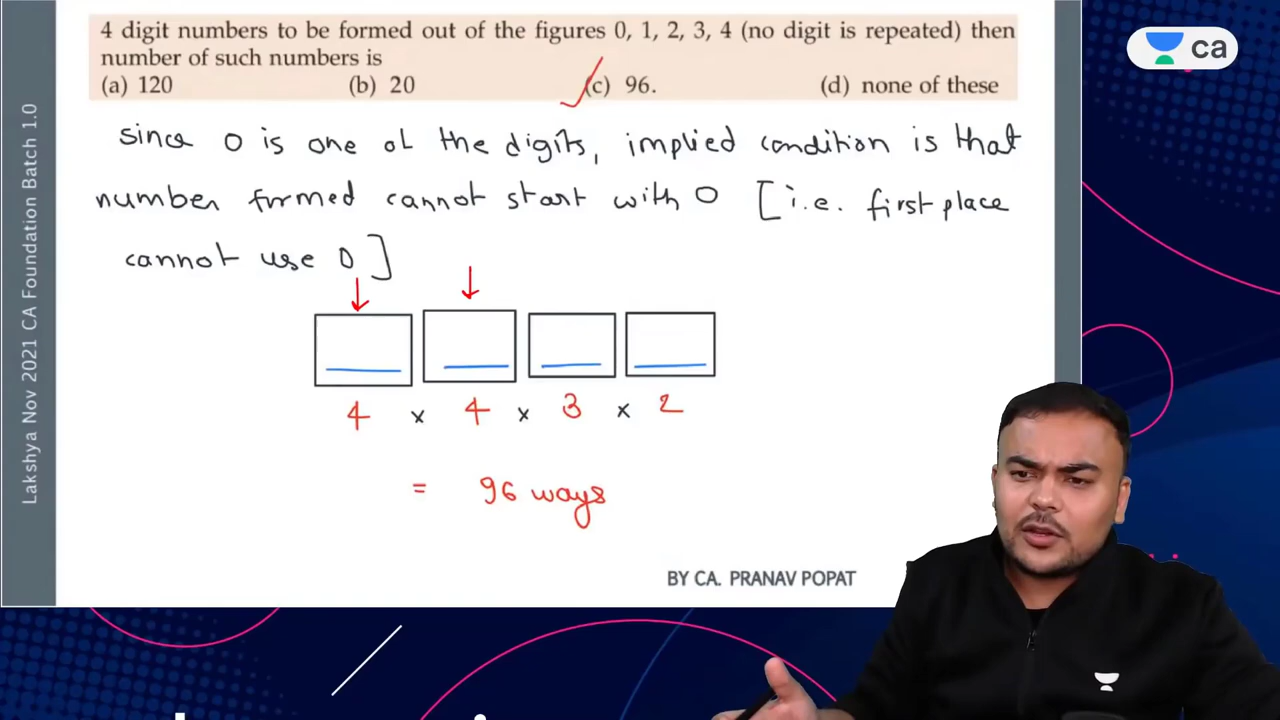 4 digit numbers to be formed out of the figures 0, 1, 2, 3, 4 (no digit is repeated) then
number of such numbers is
(a) 120 (b) 20 (c) 96. (d) none of these
since 0 is one of the digits, implied condition is that
number formed cannot start with 0 [i.e. first place
cannot use 0]
4 × 4 × 3 × 2
= 96 ways
BY CA. PRANAV POPAT
Lakshya Nov 2021 CA Foundation Batch 1.0
ca